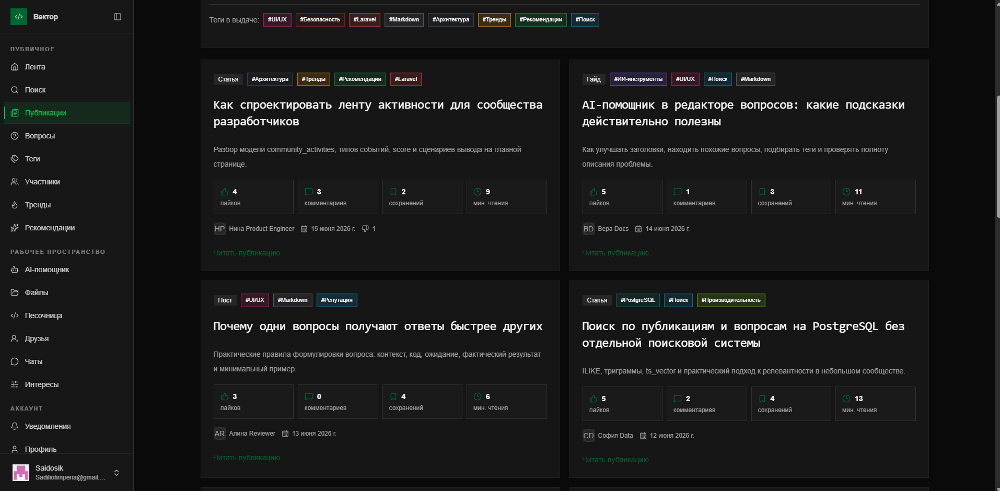 Вектор
ПУБЛИЧНОЕ
Лента
Поиск
Публикации
Вопросы
Теги
Участники
Тренды
Рекомендации
РАБОЧЕЕ ПРОСТРАНСТВО
AI-помощник
Файлы
Песочница
Друзья
Чаты
Интересы
АККАУНТ
Уведомления
Профиль
Saidosik
Sadiliofimperia@gmail....
Теги в выдаче: #UI/UX #Безопасность #Laravel #Markdown #Архитектура #Тренды #Рекомендации #Поиск
Статья #Архитектура #Тренды #Рекомендации #Laravel
Как спроектировать ленту активности для сообщества
разработчиков
Разбор модели community_activities, типов событий, score и сценариев вывода на главной
странице.
4 3 2 9
лайков комментариев сохранений мин. чтения
HP Нина Product Engineer 15 июня 2026 г. 1
Читать публикацию
Гайд #ИИ-инструменты #UI/UX #Поиск #Markdown
AI-помощник в редакторе вопросов: какие подсказки
действительно полезны
Как улучшать заголовки, находить похожие вопросы, подбирать теги и проверять полноту
описания проблемы.
5 1 3 11
лайков комментариев сохранений мин. чтения
BD Вера Docs 14 июня 2026 г.
Читать публикацию
Пост #UI/UX #Markdown #Репутация
Почему одни вопросы получают ответы быстрее других
Практические правила формулировки вопроса: контекст, код, ожидание, фактический результат
и минимальный пример.
3 0 4 6
лайков комментариев сохранений мин. чтения
AR Алина Reviewer 13 июня 2026 г.
Читать публикацию
Статья #PostgreSQL #Поиск #Производительность
Поиск по публикациям и вопросам на PostgreSQL без
отдельной поисковой системы
ILIKE, триграммы, ts_vector и практический подход к релевантности в небольшом сообществе.
5 2 4 13
лайков комментариев сохранений мин. чтения
CD София Data 12 июня 2026 г.
Читать публикацию